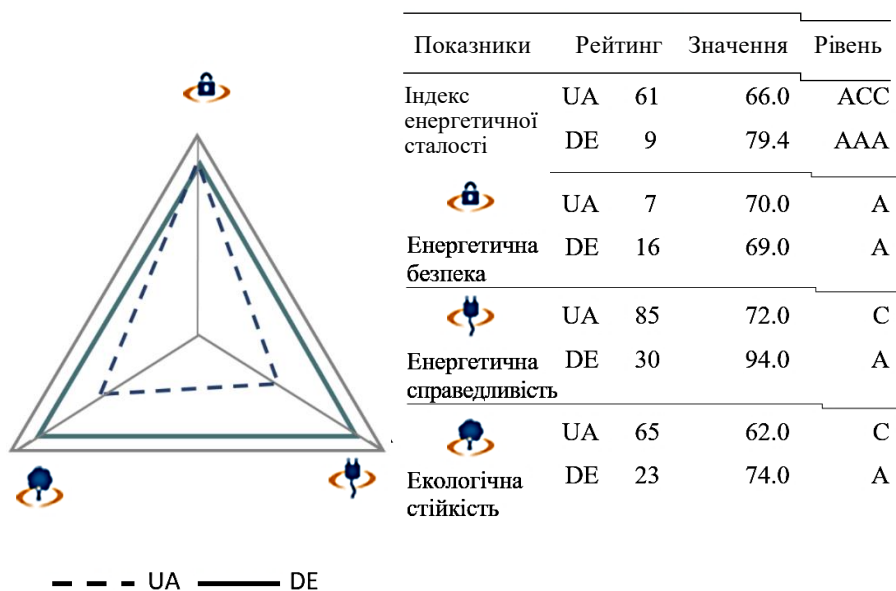 Показники Рейтинг Значення Рівень
Індекс
енергетичної
сталості
UA 61 66.0 ACC
DE 9 79.4 AAA
Енергетична
безпека
UA 7 70.0 A
DE 16 69.0 A
Енергетична
справедливість
UA 85 72.0 C
DE 30 94.0 A
Екологічна
стійкість
UA 65 62.0 C
DE 23 74.0 A
UA DE